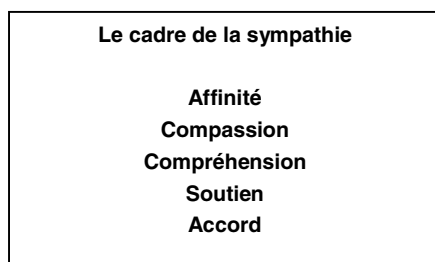 Le cadre de la sympathie
Affinité
Compassion
Compréhension
Soutien
Accord